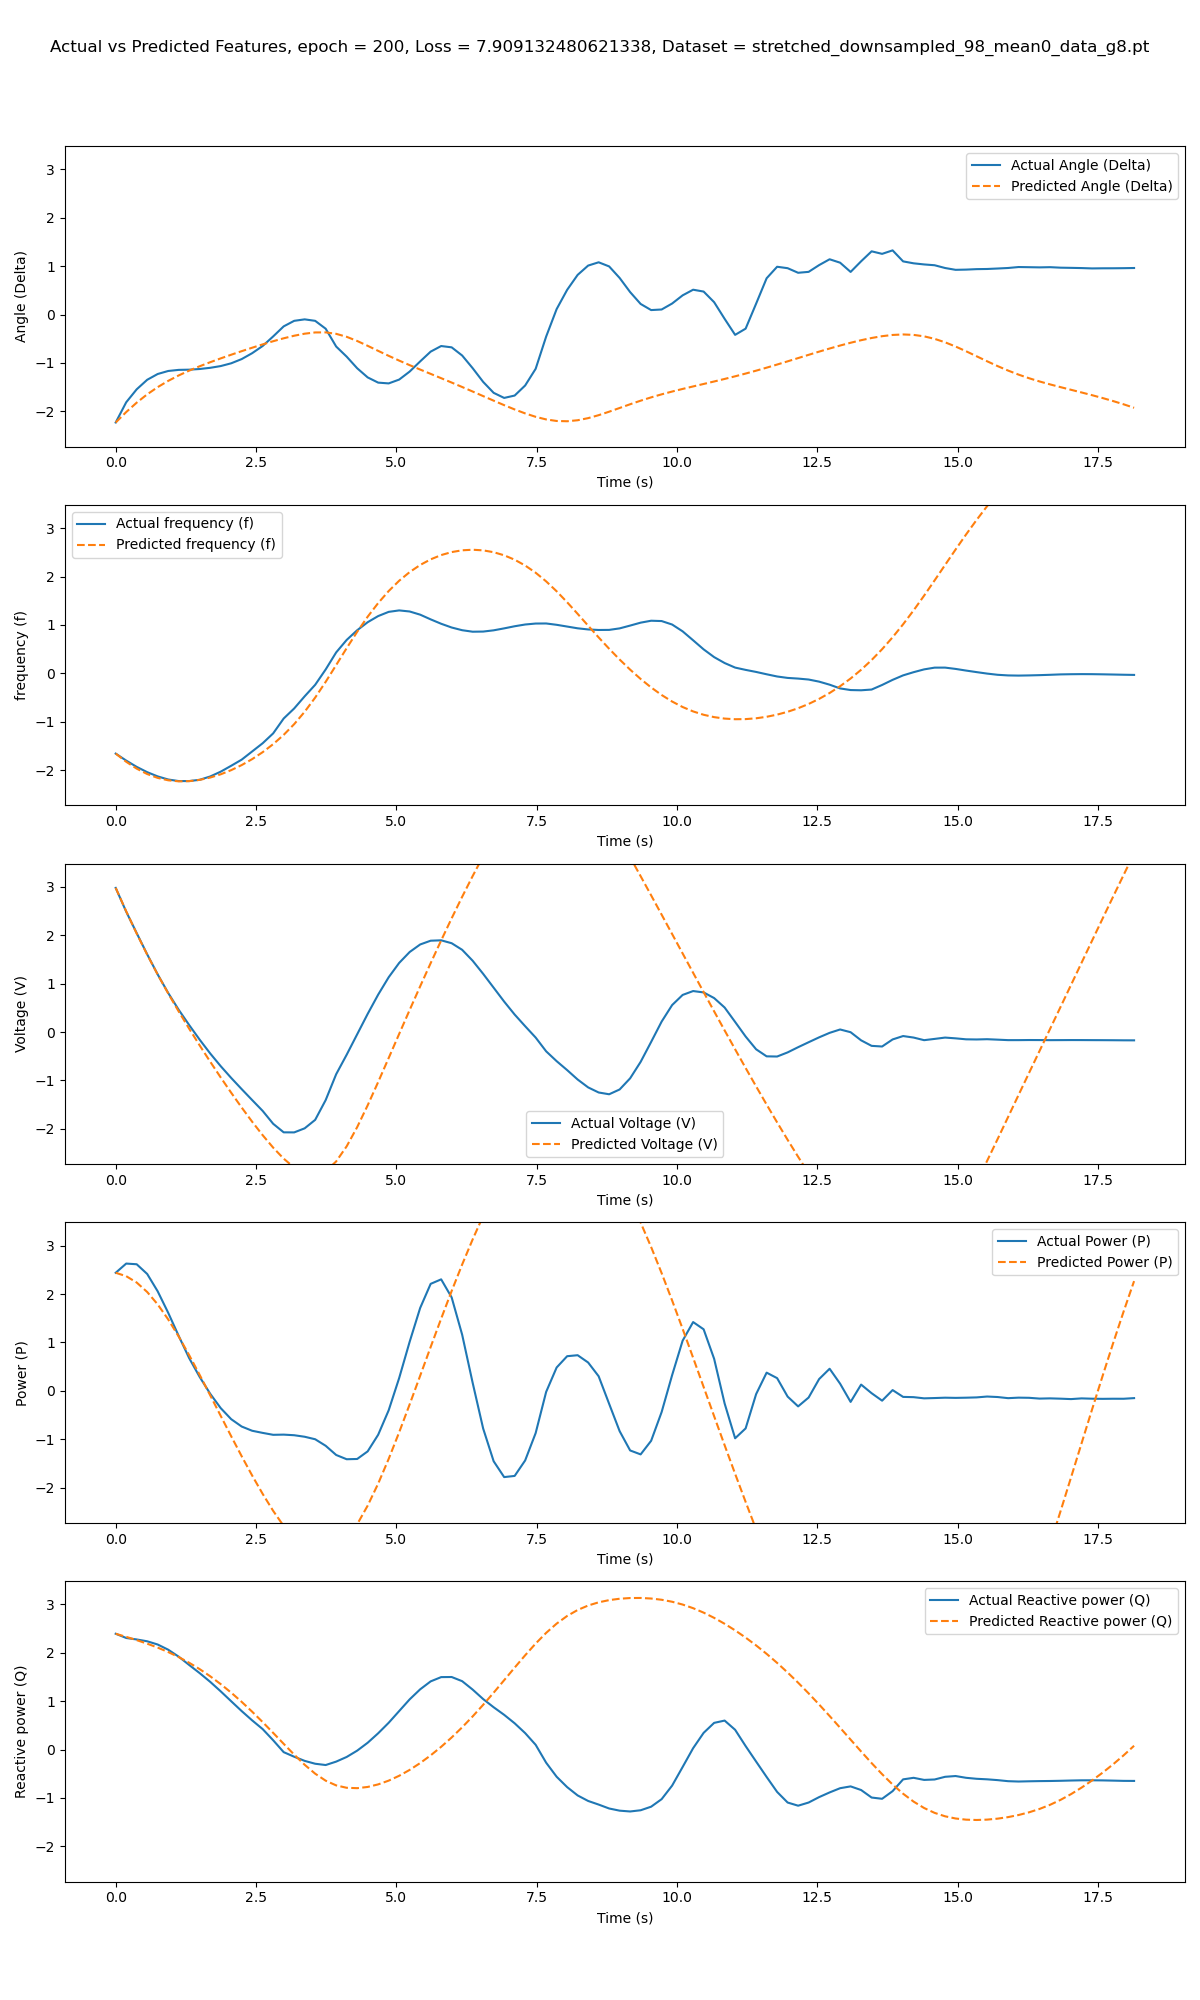 Actual vs Predicted Features, epoch = 200, Loss = 7.909132480621338, Dataset = stretched_downsampled_98_mean0_data_g8.pt
3
2
1
0
−1
−2
Angle (Delta)
Actual Angle (Delta)
Predicted Angle (Delta)
0.0 2.5 5.0 7.5 10.0 12.5 15.0 17.5
Time (s)
3
2
1
0
−1
−2
frequency (f)
Actual frequency (f)
Predicted frequency (f)
0.0 2.5 5.0 7.5 10.0 12.5 15.0 17.5
Time (s)
3
2
1
0
−1
−2
Voltage (V)
Actual Voltage (V)
Predicted Voltage (V)
0.0 2.5 5.0 7.5 10.0 12.5 15.0 17.5
Time (s)
3
2
1
0
−1
−2
Power (P)
Actual Power (P)
Predicted Power (P)
0.0 2.5 5.0 7.5 10.0 12.5 15.0 17.5
Time (s)
3
2
1
0
−1
−2
Reactive power (Q)
Actual Reactive power (Q)
Predicted Reactive power (Q)
0.0 2.5 5.0 7.5 10.0 12.5 15.0 17.5
Time (s)